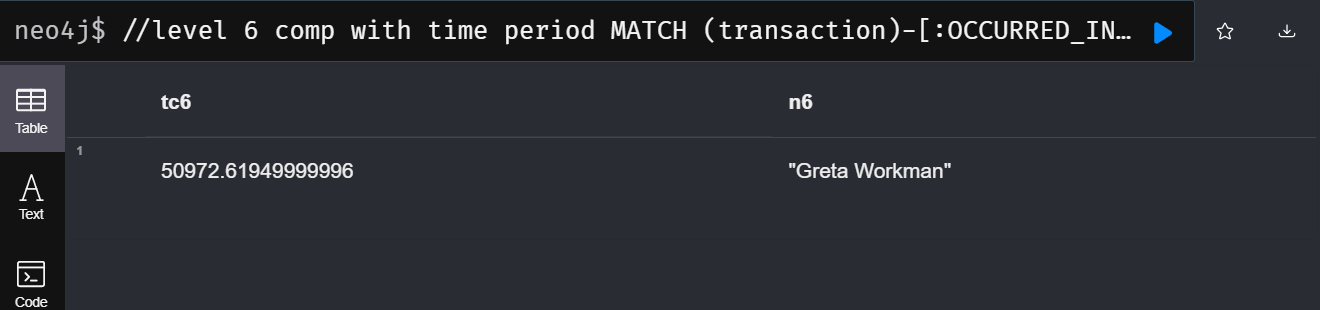 neo4j$ //level 6 comp with time period MATCH (transaction)-[:OCCURRED_IN…
Table
tc6 n6
1
50972.61949999996 "Greta Workman"
A
Text
Code